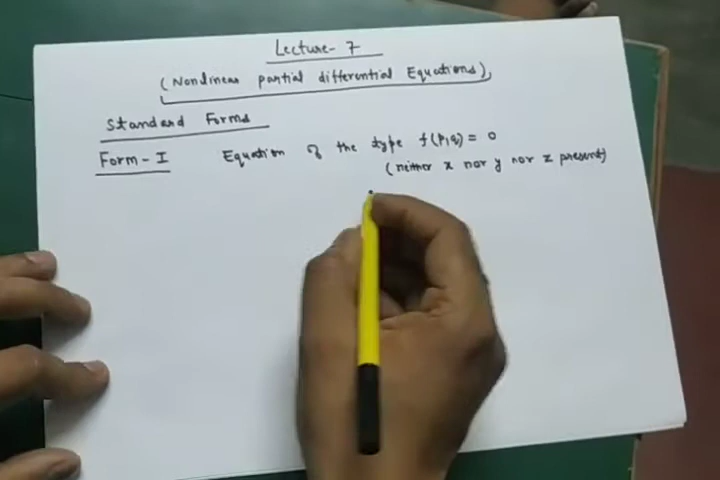 Lecture - 7
(Nonlinear partial differential Equations),
Standard Forms
Form - I Equation of the type f(p,q) = 0
(neither x nor y nor z present)